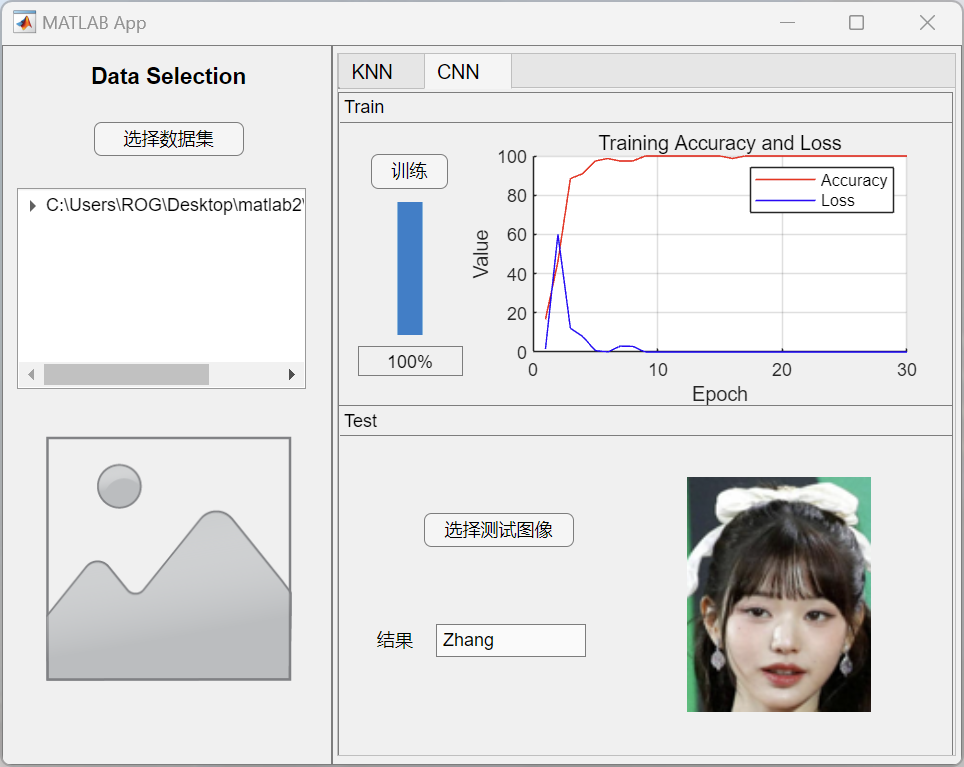 MATLAB App
Data Selection
选择数据集
C:\Users\ROG\Desktop\matlab2\
KNN
CNN
Train
训练
100%
Training Accuracy and Loss
Value
100
80
60
40
20
0
0
10
20
30
Epoch
Accuracy
Loss
Test
选择测试图像
结果
Zhang